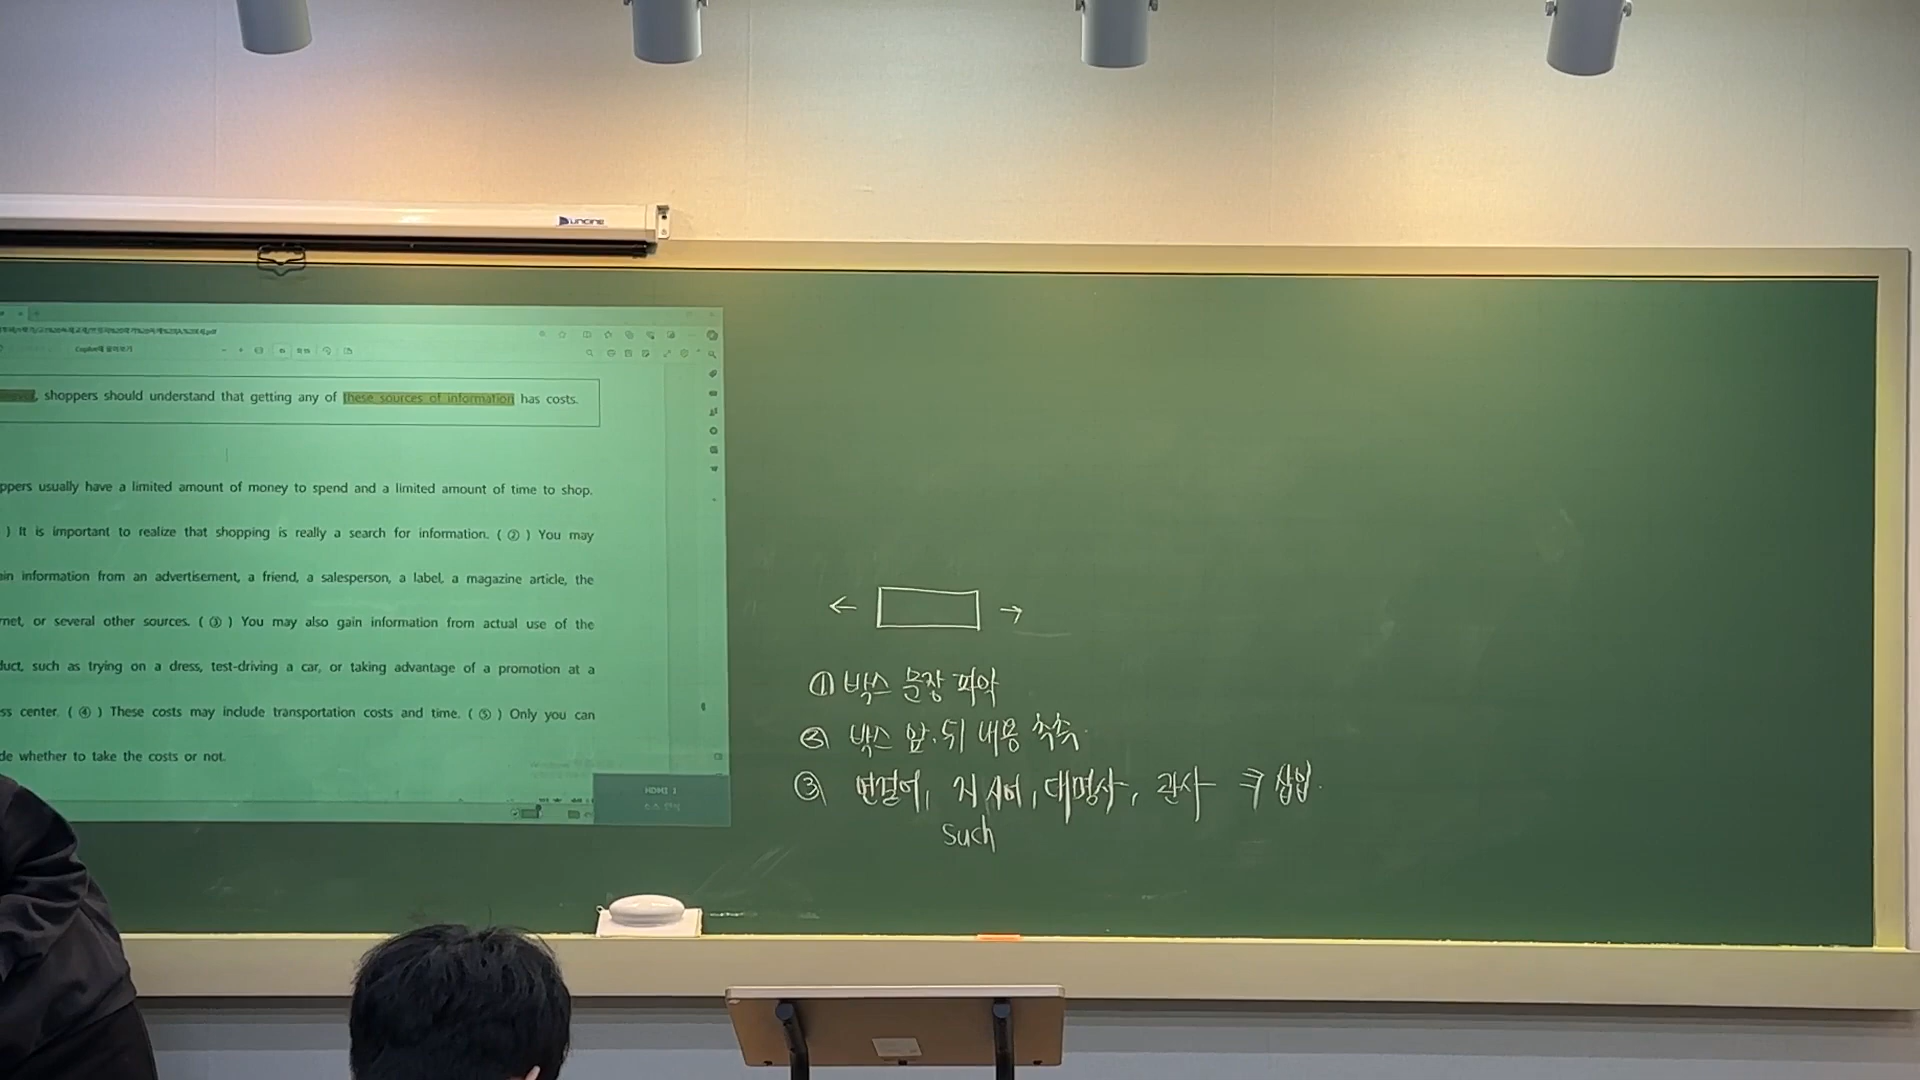 UNCINE
, shoppers should understand that getting any of these sources of information has costs.
ppers usually have a limited amount of money to spend and a limited amount of time to shop.
) It is important to realize that shopping is really a search for information. ( ② ) You may
in information from an advertisement, a friend, a salesperson, a label, a magazine article, the
rnet, or several other sources. ( ③ ) You may also gain information from actual use of the
duct, such as trying on a dress, test-driving a car, or taking advantage of a promotion at a
ss center. ( ④ ) These costs may include transportation costs and time. ( ⑤ ) Only you can
de whether to take the costs or not.
HDMI 1
← →
① 박스 문장 파악
② 박스 앞·뒤 내용 추측.
③ 연결어, 지시어, 대명사, 관사 ⇒ 삽입.
such